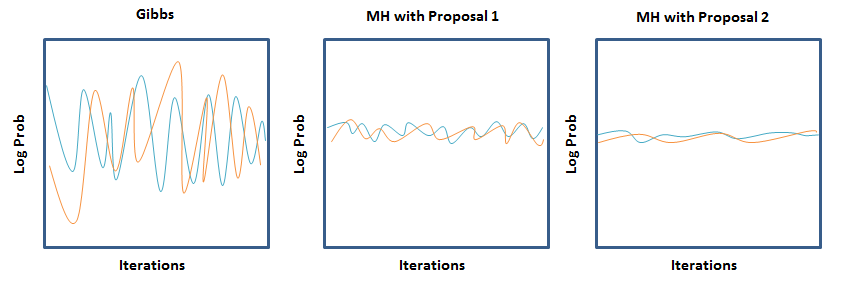 Gibbs
MH with Proposal 1
MH with Proposal 2
Log Prob
Log Prob
Log Prob
Iterations
Iterations
Iterations